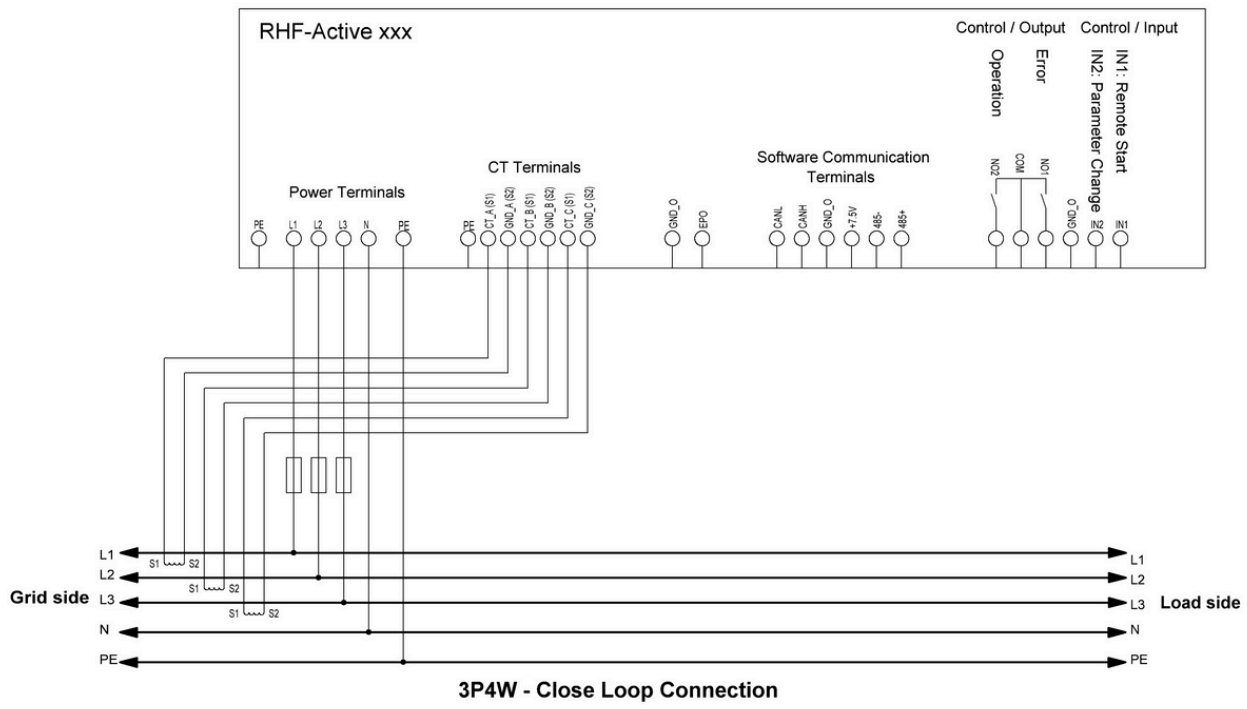 RHF-Active xxx
Control / Output
Control / Input
Operation
Error
IN2: Parameter Change
IN1: Remote Start
Power Terminals
CT Terminals
Software Communication
Terminals
PE
L1
L2
L3
N
PE
PE
CT_A (S1)
GND_A (S2)
CT_B (S1)
GND_B (S2)
CT_C (S1)
GND_C (S2)
GND_O
EPO
CANL
CANH
GND_O
+7.5V
485-
485+
NO2
COM
NO1
GND_O
IN2
IN1
L1
S1
S2
L1
L2
S1
S2
L2
Grid side
L3
S1
S2
L3
Load side
N
N
PE
PE
3P4W - Close Loop Connection